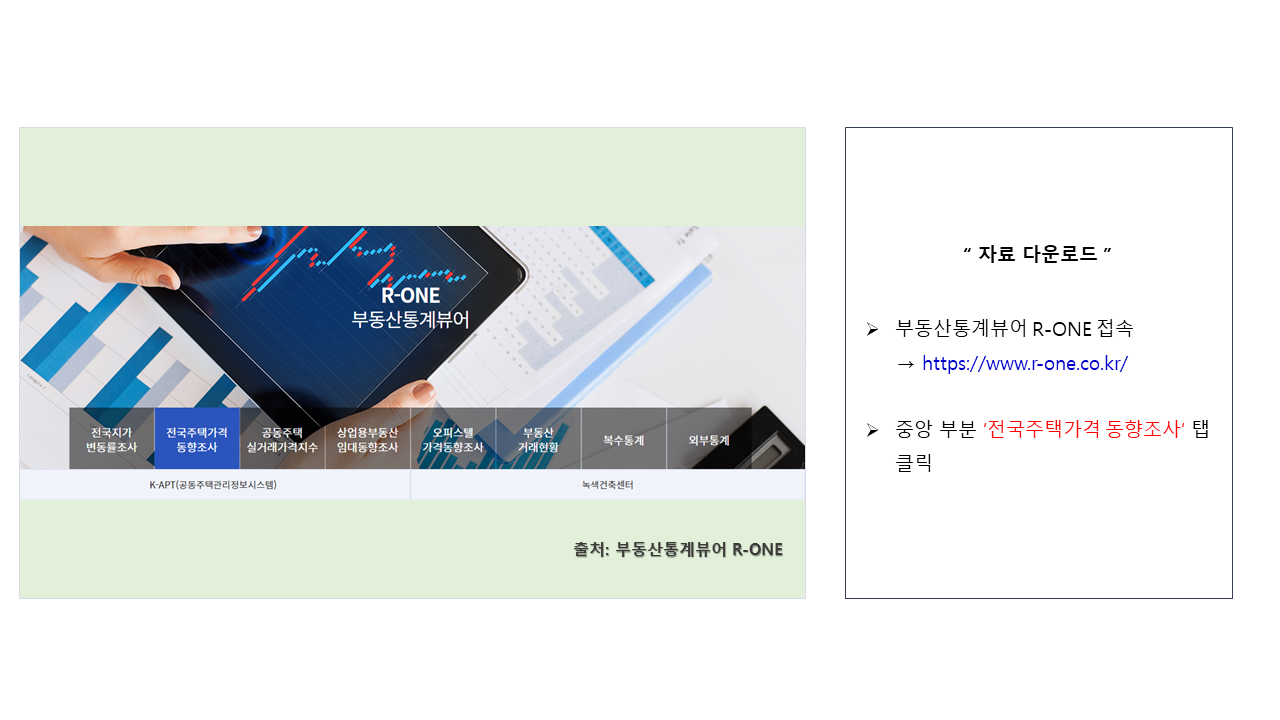 R-ONE
부동산통계뷰어
전국지가
변동률조사
전국주택가격
동향조사
공동주택
실거래가격지수
상업용부동산
임대동향조사
오피스텔
가격동향조사
부동산
거래현황
복수통계
외부통계
K-APT(공동주택관리정보시스템)
녹색건축센터
출처: 부동산통계뷰어 R-ONE
“ 자료 다운로드 ”
➢ 부동산통계뷰어 R-ONE 접속
→ https://www.r-one.co.kr/
➢ 중앙 부분 ‘전국주택가격 동향조사‘ 탭
클릭